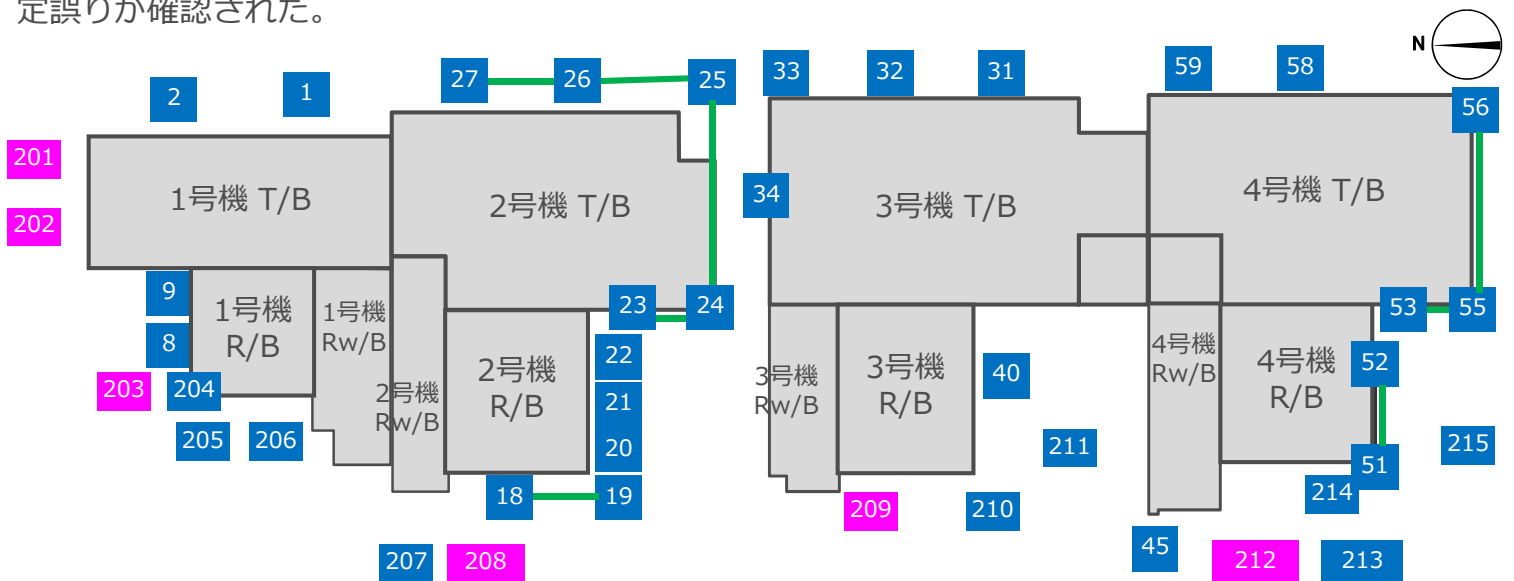 定誤りが確認された。
N
27 26 25 33 32 31 59 58
2 1 56
201
202
1号機 T/B
2号機 T/B
34
3号機 T/B
4号機 T/B
9
8
1号機
R/B
1号機
Rw/B
23 24
53 55
203 204
205 206
2号機
Rw/B
2号機
R/B
22
21
20
18 19
3号機
Rw/B
3号機
R/B
40
4号機
Rw/B
4号機
R/B
52
51
211
215
209 210
214
207 208
45
212 213